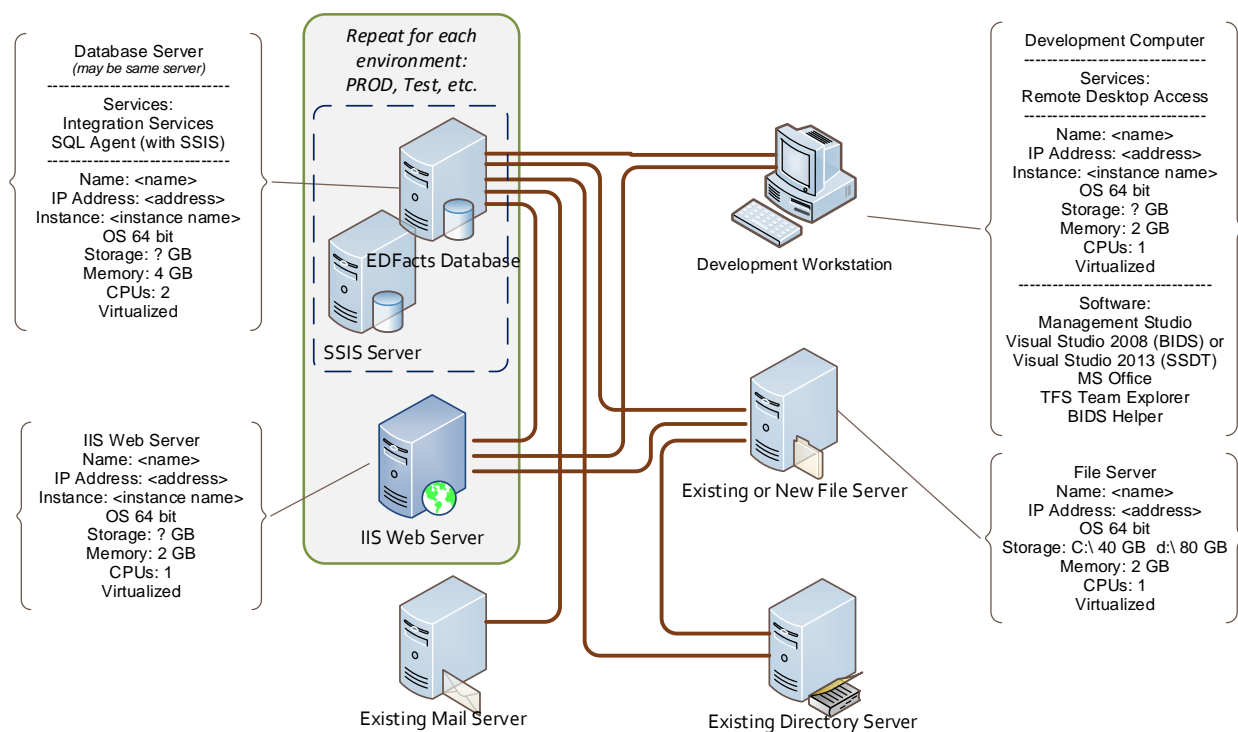 Database Server
(may be same server)
--------------------------------
Services:
Integration Services
SQL Agent (with SSIS)
--------------------------------
Name: <name>
IP Address: <address>
Instance: <instance name>
OS 64 bit
Storage: ? GB
Memory: 4 GB
CPUs: 2
Virtualized
IIS Web Server
Name: <name>
IP Address: <address>
Instance: <instance name>
OS 64 bit
Storage: ? GB
Memory: 2 GB
CPUs: 1
Virtualized
Repeat for each
environment:
PROD, Test, etc.
EDFacts Database
SSIS Server
IIS Web Server
Existing Mail Server
Development Workstation
Existing or New File Server
Existing Directory Server
Development Computer
--------------------------------
Services:
Remote Desktop Access
--------------------------------
Name: <name>
IP Address: <address>
Instance: <instance name>
OS 64 bit
Storage: ? GB
Memory: 2 GB
CPUs: 1
Virtualized
----------------------------------
Software:
Management Studio
Visual Studio 2008 (BIDS) or
Visual Studio 2013 (SSDT)
MS Office
TFS Team Explorer
BIDS Helper
File Server
Name: <name>
IP Address: <address>
OS 64 bit
Storage: C:\ 40 GB  d:\ 80 GB
Memory: 2 GB
CPUs: 1
Virtualized